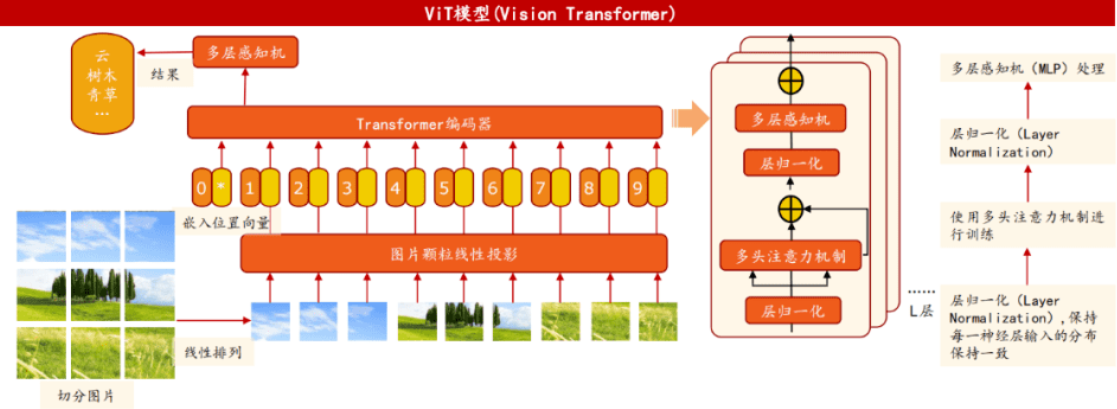 ViT模型(Vision Transformer)
云
树木
青草
…
结果
多层感知机
Transformer编码器
0 * 1 2 3 4 5 6 7 8 9
嵌入位置向量
图片颗粒线性投影
线性排列
切分图片
多层感知机
层归一化
多头注意力机制
层归一化
……
L层
多层感知机（MLP）处理
层归一化（Layer
Normalization）
使用多头注意力机制进
行训练
层归一化（Layer
Normalization）,保持
每一神经层输入的分布
保持一致